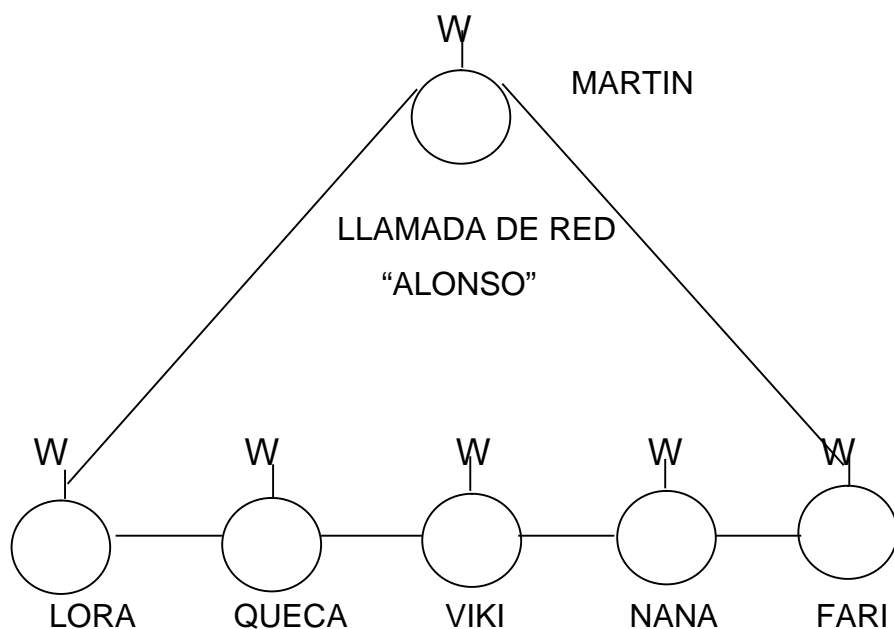 W
MARTIN
LLAMADA DE RED
“ALONSO”
W W W W W
LORA QUECA VIKI NANA FARI